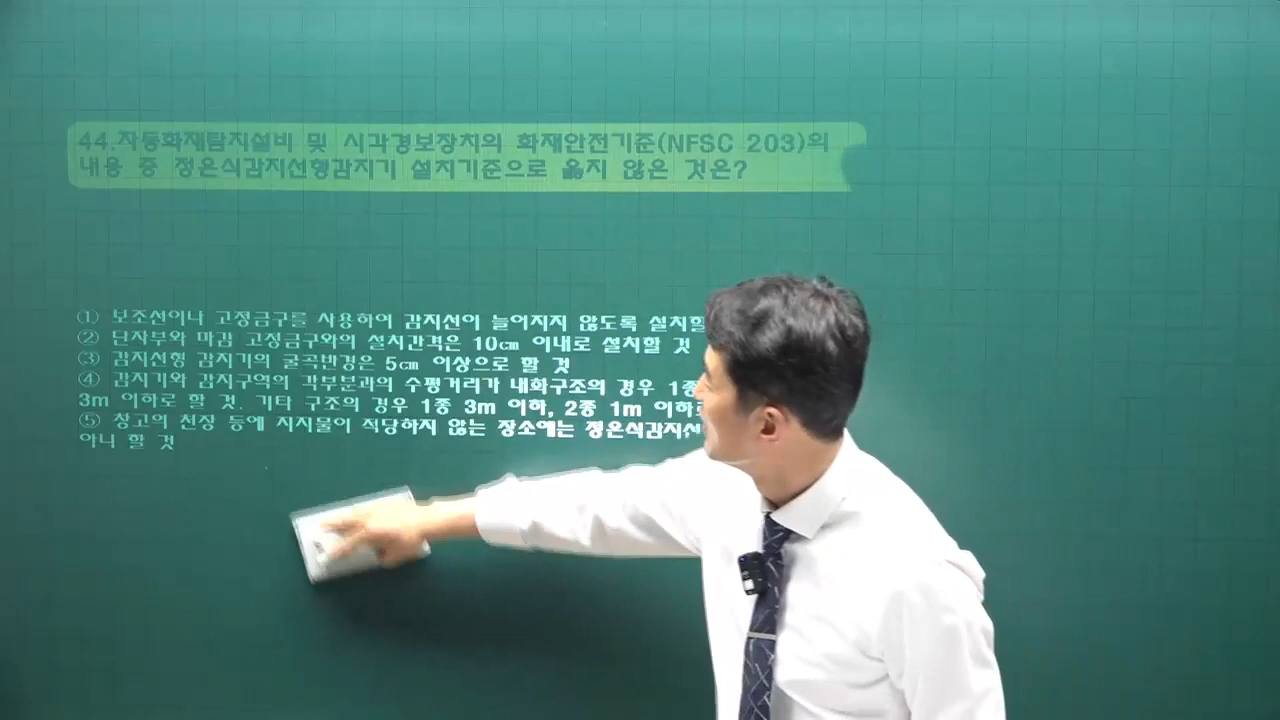 44.자동화재탐지설비 및 시각경보장치의 화재안전기준(NFSC 203)의
내용 중 정온식감지선형감지기 설치기준으로 옳지 않은 것은?
① 보조선이나 고정금구를 사용하여 감지선이 늘어지지 않도록 설치할
② 단자부와 마감 고정금구와의 설치간격은 10㎝ 이내로 설치할 것
③ 감지선형 감지기의 굴곡반경은 5㎝ 이상으로 할 것
④ 감지기와 감지구역의 각부분과의 수평거리가 내화구조의 경우 1종
3m 이하로 할 것. 기타 구조의 경우 1종 3m 이하, 2종 1m 이하로
⑤ 창고의 천장 등에 지지물이 적당하지 않는 장소에는 정온식감지선
아니 할 것